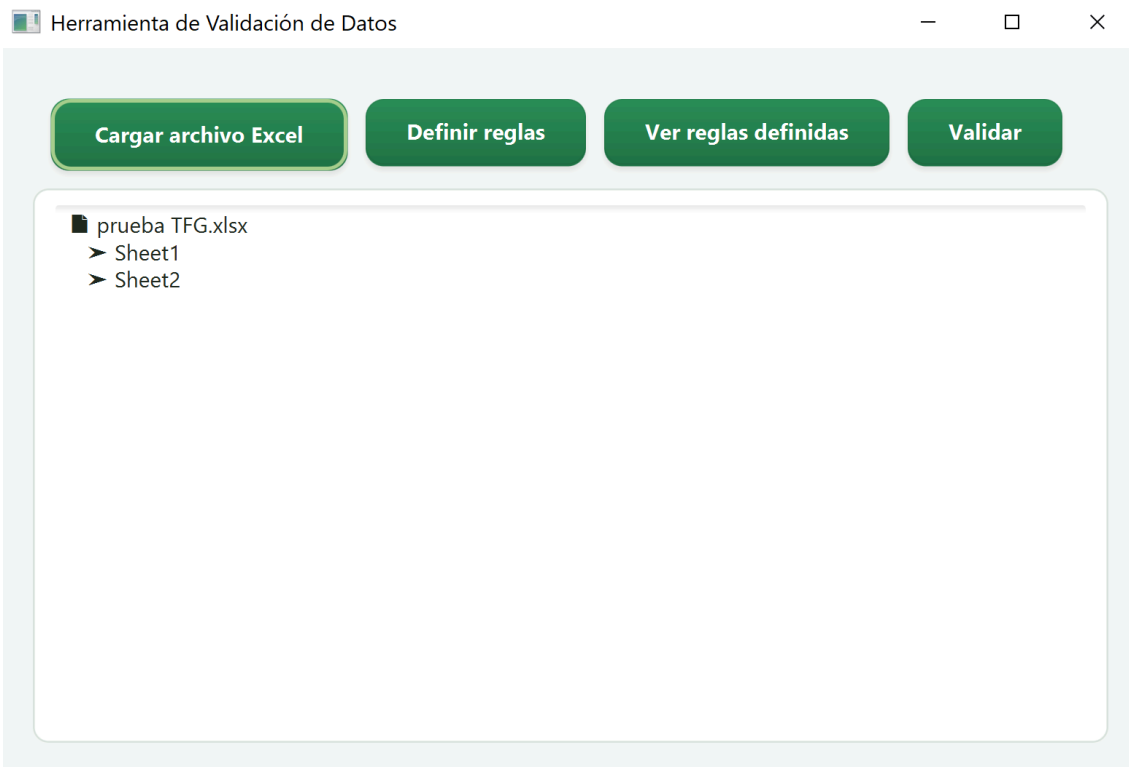 Herramienta de Validación de Datos
Cargar archivo Excel
Definir reglas
Ver reglas definidas
Validar
prueba TFG.xlsx
➤ Sheet1
➤ Sheet2